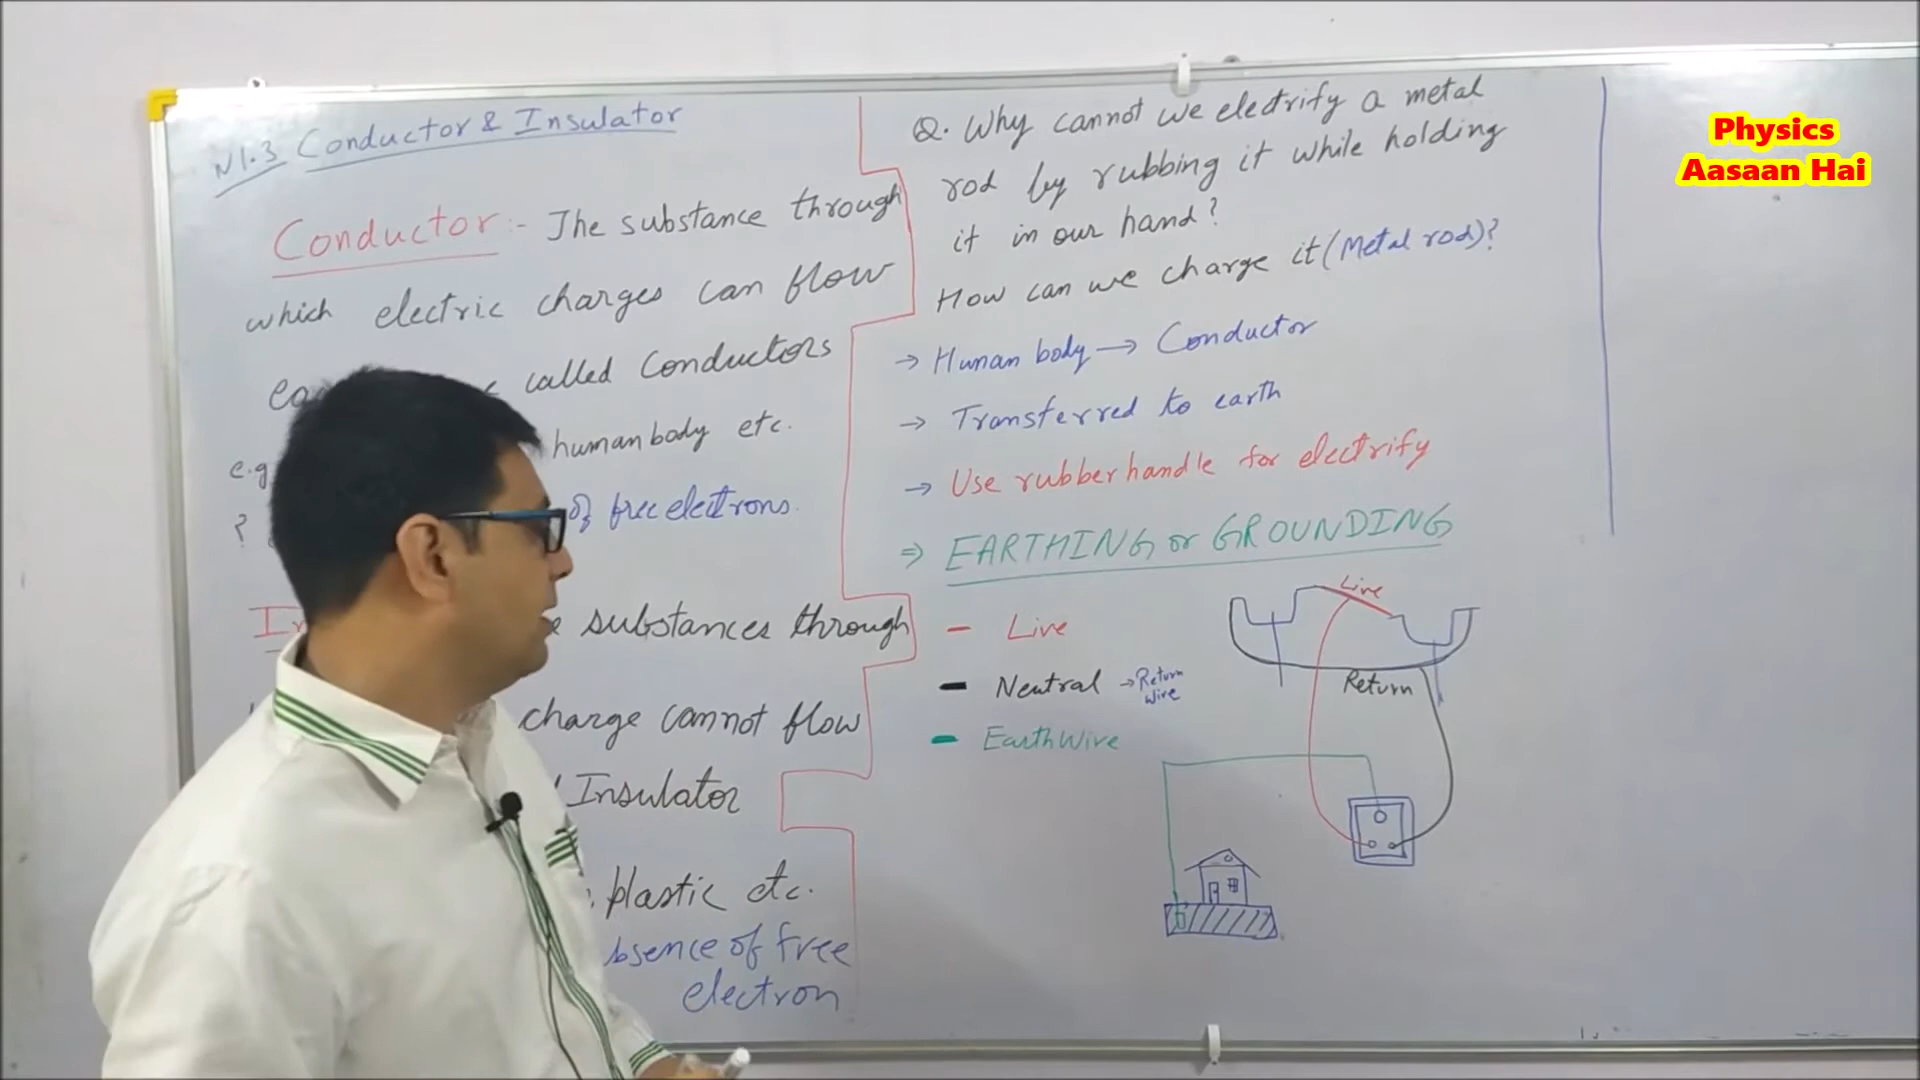 N1.3 Conductor & Insulator
Conductor:- The substance through
which electric charges can flow
called Conductors
e.g human body etc.
? of free electrons.
substances through
charge cannot flow
Insulator
plastic etc.
bsence of free
electron
Q. Why cannot we electrify a metal
rod by rubbing it while holding
it in our hand?
How can we charge it (Metal rod)?
→ Human body → Conductor
→ Transferred to earth
→ Use rubber handle for electrify
⇒ EARTHING or GROUNDING
- Live
- Neutral → Return
Wire
- Earth Wire
Live
Return
Physics
Aasaan Hai